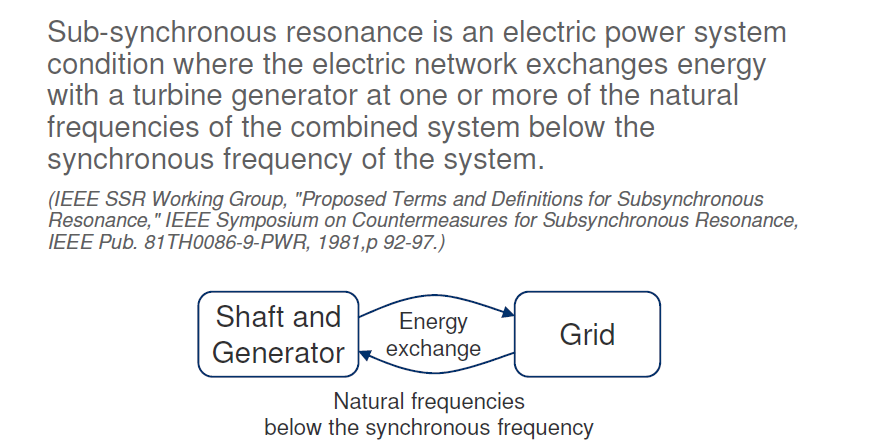 Sub-synchronous resonance is an electric power system
condition where the electric network exchanges energy
with a turbine generator at one or more of the natural
frequencies of the combined system below the
synchronous frequency of the system.
(IEEE SSR Working Group, "Proposed Terms and Definitions for Subsynchronous
Resonance," IEEE Symposium on Countermeasures for Subsynchronous Resonance,
IEEE Pub. 81TH0086-9-PWR, 1981,p 92-97.)
Shaft and
Generator
Energy
exchange
Grid
Natural frequencies
below the synchronous frequency